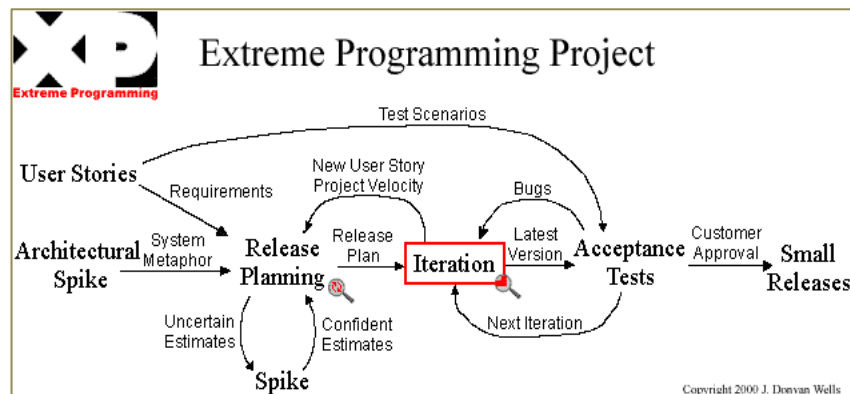 XP
Extreme Programming
Extreme Programming Project
Test Scenarios
User Stories
New User Story
Project Velocity
Bugs
Requirements
Architectural
Spike
System
Metaphor
Release
Planning
Release
Plan
Iteration
Latest
Version
Acceptance
Tests
Customer
Approval
Small
Releases
Uncertain
Estimates
Confident
Estimates
Next Iteration
Spike
Copyright 2000 J. Donvan Wells